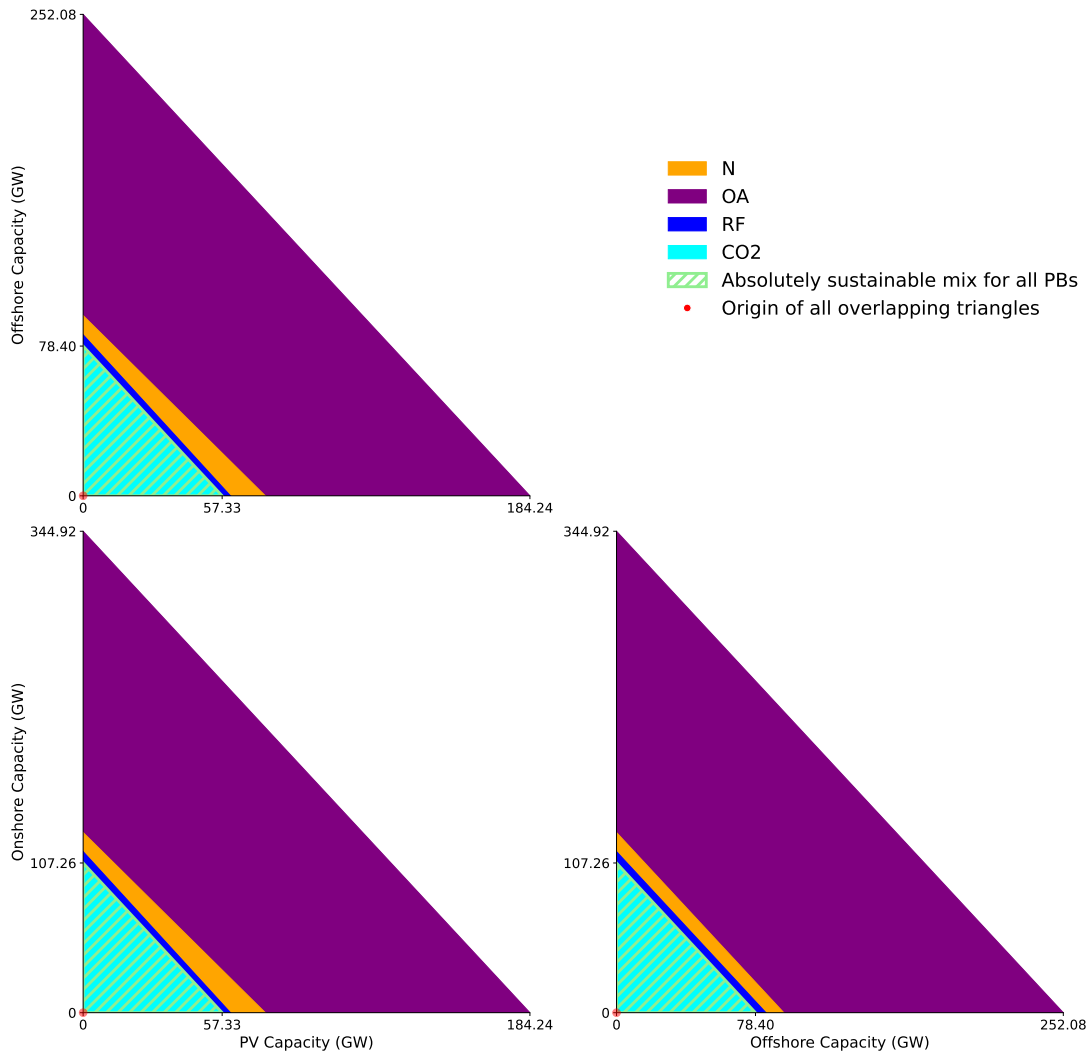 252.08
Offshore Capacity (GW)
78.40
0
0
57.33
184.24
N
OA
RF
CO2
Absolutely sustainable mix for all PBs
Origin of all overlapping triangles
344.92
Onshore Capacity (GW)
107.26
0
0
57.33
184.24
PV Capacity (GW)
344.92
107.26
0
0
78.40
252.08
Offshore Capacity (GW)